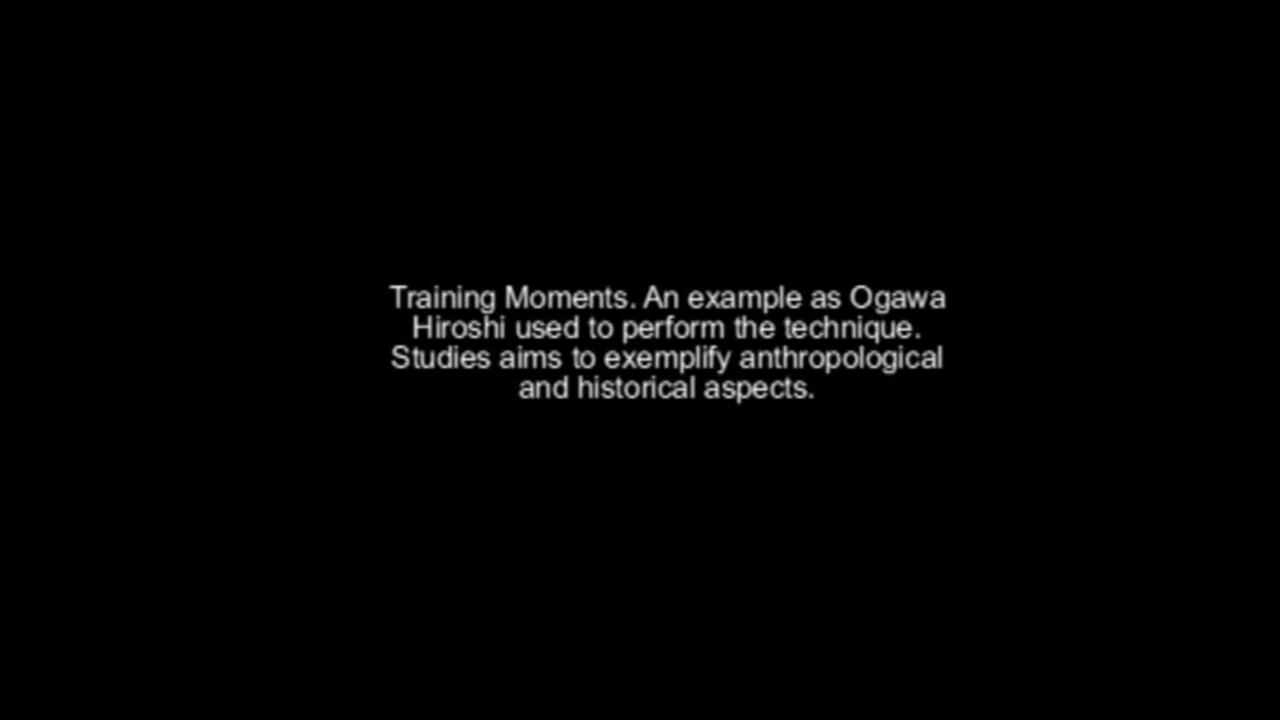 Training Moments. An example as Ogawa
Hiroshi used to perform the technique.
Studies aims to exemplify anthropological
and historical aspects.